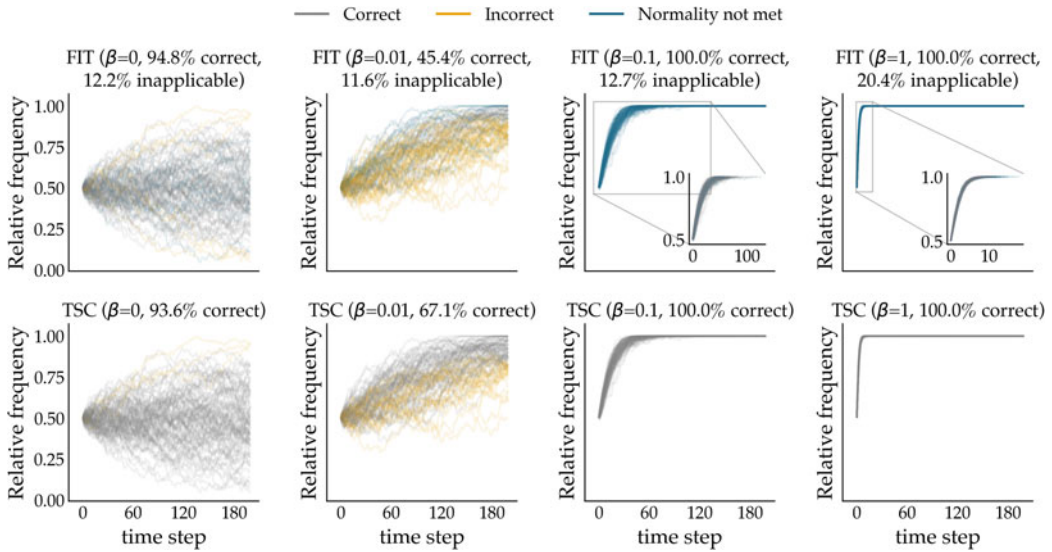 Correct
Incorrect
Normality not met
FIT (β=0, 94.8% correct,
12.2% inapplicable)
FIT (β=0.01, 45.4% correct,
11.6% inapplicable)
FIT (β=0.1, 100.0% correct,
12.7% inapplicable)
FIT (β=1, 100.0% correct,
20.4% inapplicable)
Relative frequency
1.00
0.75
0.50
0.25
0.00
Relative frequency
Relative frequency
1.0
0.5
0
100
Relative frequency
1.0
0.5
0
10
TSC (β=0, 93.6% correct)
TSC (β=0.01, 67.1% correct)
TSC (β=0.1, 100.0% correct)
TSC (β=1, 100.0% correct)
Relative frequency
1.00
0.75
0.50
0.25
0.00
0 60 120 180
time step
Relative frequency
0 60 120 180
time step
Relative frequency
0 60 120 180
time step
Relative frequency
0 60 120 180
time step